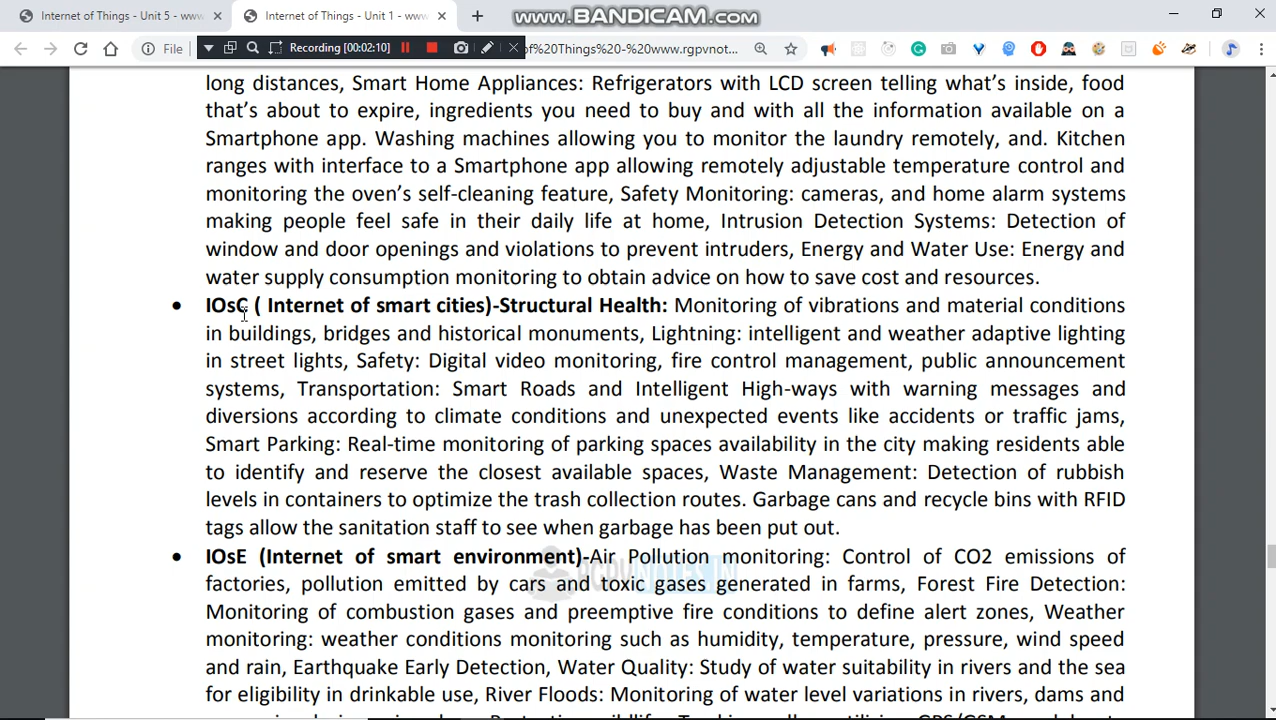 www.BANDICAM.com
Internet of Things - Unit 5 - www
Internet of Things - Unit 1 - www
File
Recording [00:02:10]
of%20Things%20-%20www.rgpvnot...
long distances, Smart Home Appliances: Refrigerators with LCD screen telling what’s inside, food
that’s about to expire, ingredients you need to buy and with all the information available on a
Smartphone app. Washing machines allowing you to monitor the laundry remotely, and. Kitchen
ranges with interface to a Smartphone app allowing remotely adjustable temperature control and
monitoring the oven’s self-cleaning feature, Safety Monitoring: cameras, and home alarm systems
making people feel safe in their daily life at home, Intrusion Detection Systems: Detection of
window and door openings and violations to prevent intruders, Energy and Water Use: Energy and
water supply consumption monitoring to obtain advice on how to save cost and resources.
• IOsC ( Internet of smart cities)-Structural Health: Monitoring of vibrations and material conditions
in buildings, bridges and historical monuments, Lightning: intelligent and weather adaptive lighting
in street lights, Safety: Digital video monitoring, fire control management, public announcement
systems, Transportation: Smart Roads and Intelligent High-ways with warning messages and
diversions according to climate conditions and unexpected events like accidents or traffic jams,
Smart Parking: Real-time monitoring of parking spaces availability in the city making residents able
to identify and reserve the closest available spaces, Waste Management: Detection of rubbish
levels in containers to optimize the trash collection routes. Garbage cans and recycle bins with RFID
tags allow the sanitation staff to see when garbage has been put out.
• IOsE (Internet of smart environment)-Air Pollution monitoring: Control of CO2 emissions of
factories, pollution emitted by cars and toxic gases generated in farms, Forest Fire Detection:
RGPVNOTES.IN
Monitoring of combustion gases and preemptive fire conditions to define alert zones, Weather
monitoring: weather conditions monitoring such as humidity, temperature, pressure, wind speed
and rain, Earthquake Early Detection, Water Quality: Study of water suitability in rivers and the sea
for eligibility in drinkable use, River Floods: Monitoring of water level variations in rivers, dams and